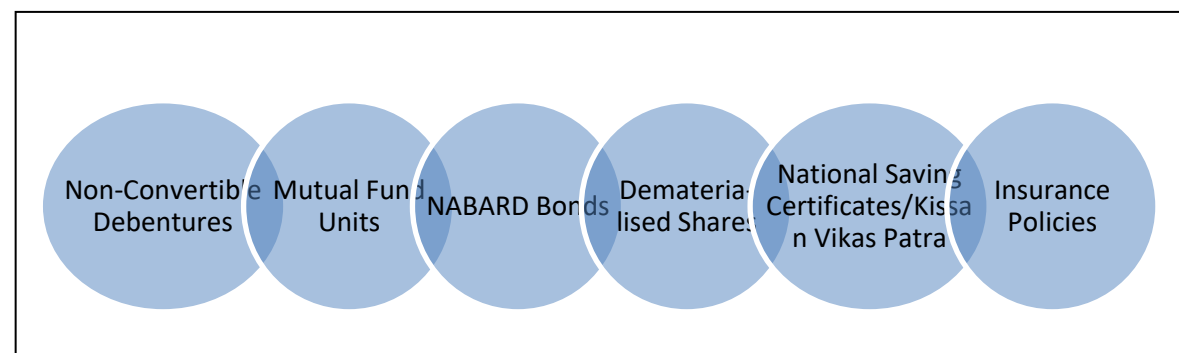 Non-Convertible
Debentures
Mutual Fund
Units
NABARD Bonds
Demateria-
lised Shares
National Saving
Certificates/Kissa
n Vikas Patra
Insurance
Policies